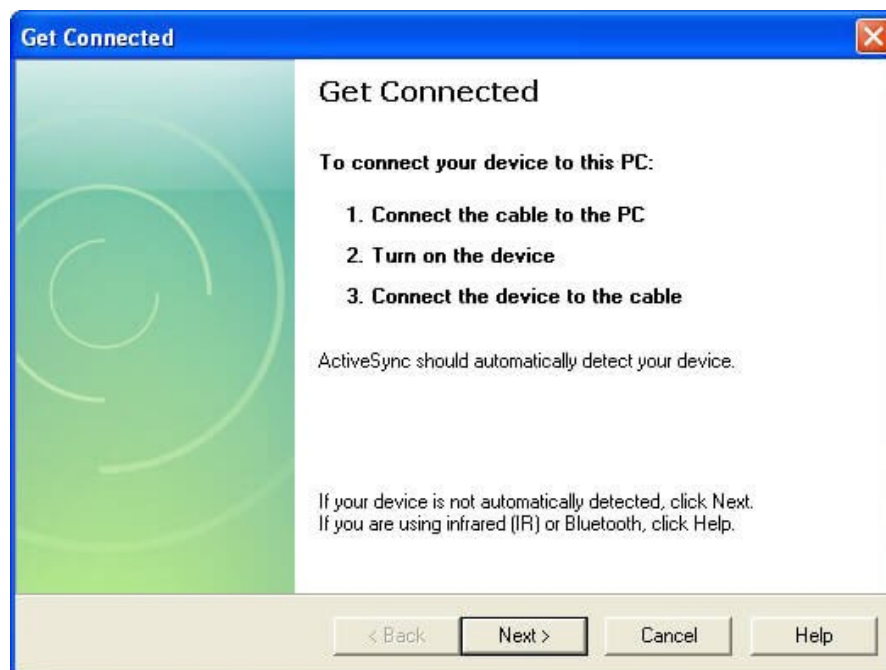 Get Connected
Get Connected
To connect your device to this PC:
1. Connect the cable to the PC
2. Turn on the device
3. Connect the device to the cable
ActiveSync should automatically detect your device.
If your device is not automatically detected, click Next.
If you are using infrared (IR) or Bluetooth, click Help.
< Back Next > Cancel Help